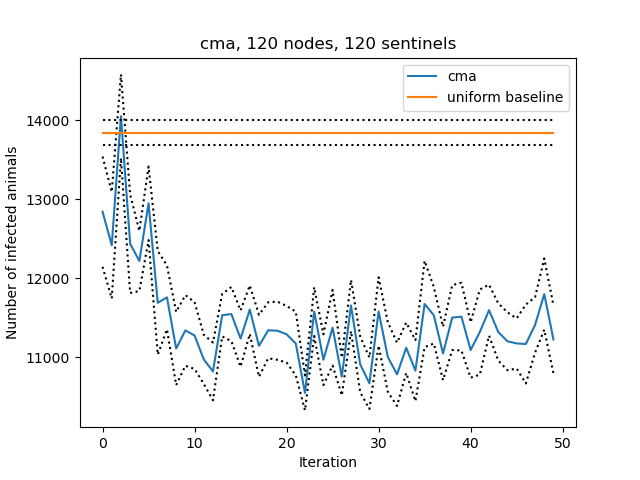 cma, 120 nodes, 120 sentinels
cma
uniform baseline
14000
13000
12000
11000
Number of infected animals
0 10 20 30 40 50
Iteration